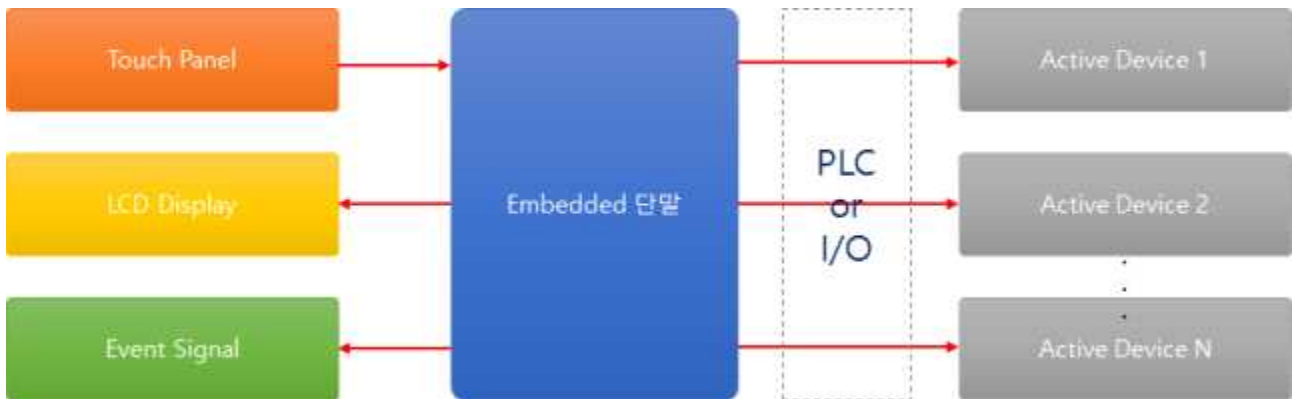 Touch Panel
LCD Display
Event Signal
Embedded 단말
PLC
or
I/O
Active Device 1
Active Device 2
Active Device N